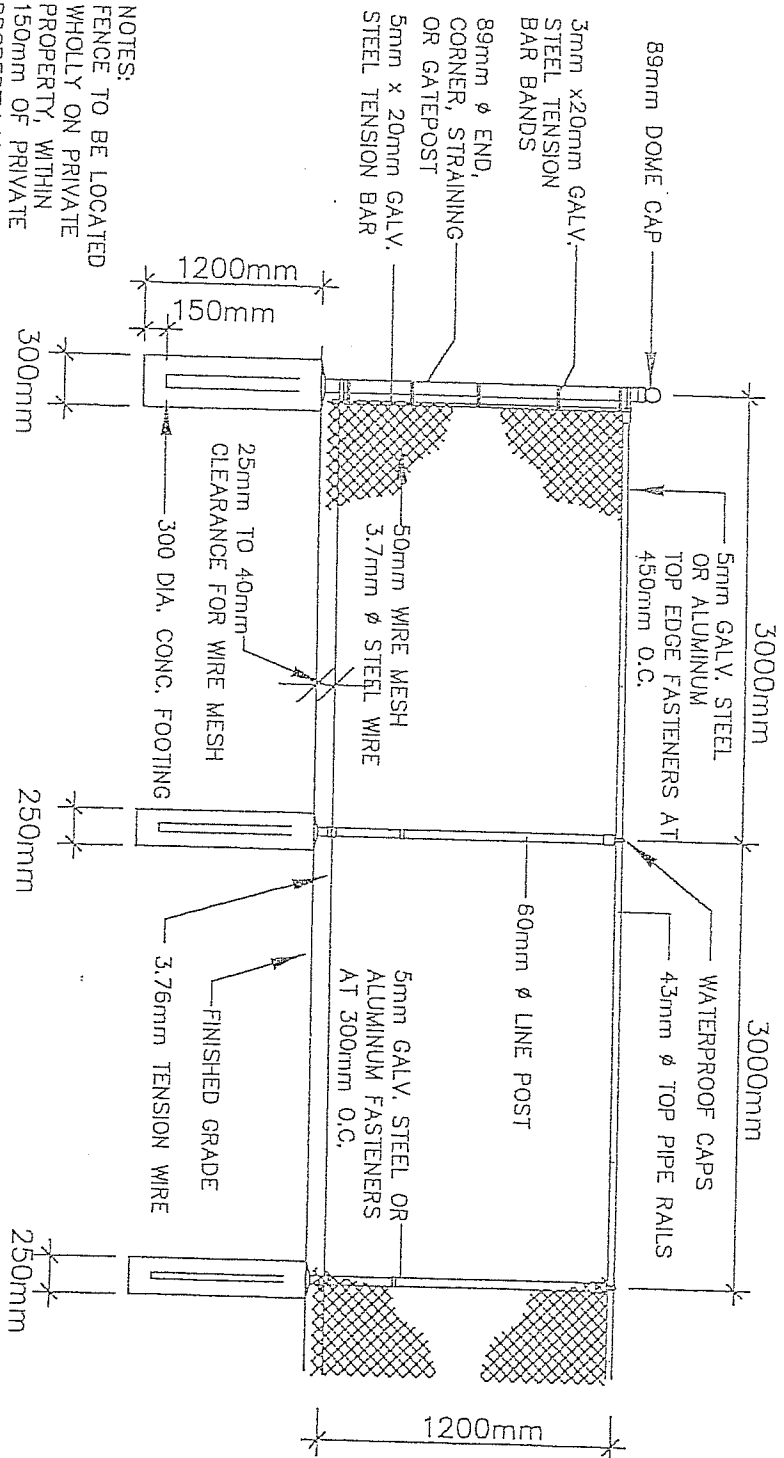 89mm DOME CAP
3mm x20mm GALV.
STEEL TENSION
BAR BANDS
89mm ø END,
CORNER, STRAINING
OR GATEPOST
5mm x 20mm GALV.
STEEL TENSION BAR
3000mm
3000mm
5mm GALV. STEEL
OR ALUMINUM
TOP EDGE FASTENERS AT
450mm O.C.
WATERPROOF CAPS
43mm ø TOP PIPE RAILS
60mm ø LINE POST
50mm WIRE MESH
3.7mm ø STEEL WIRE
5mm GALV. STEEL OR
ALUMINUM FASTENERS
AT 300mm O.C.
1200mm
25mm TO 40mm
CLEARANCE FOR WIRE MESH
FINISHED GRADE
3.76mm TENSION WIRE
300 DIA. CONC. FOOTING
1200mm
150mm
300mm
250mm
250mm
NOTES:
FENCE TO BE LOCATED
WHOLLY ON PRIVATE
PROPERTY, WITHIN
150mm OF PRIVATE